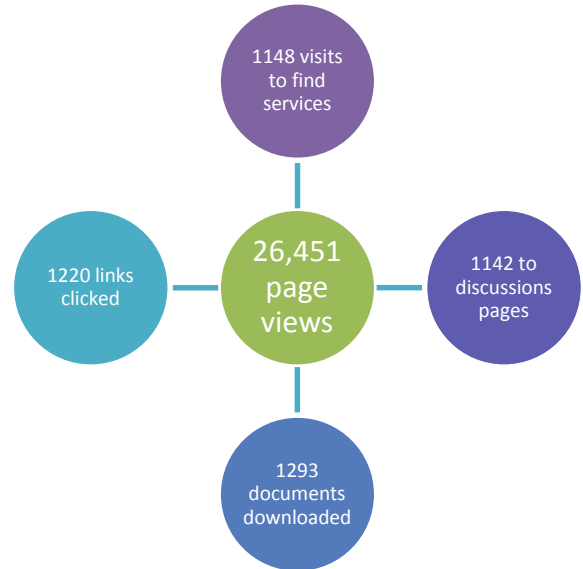 1148 visits
to find
services
1220 links
clicked
26,451
page
views
1142 to
discussions
pages
1293
documents
downloaded